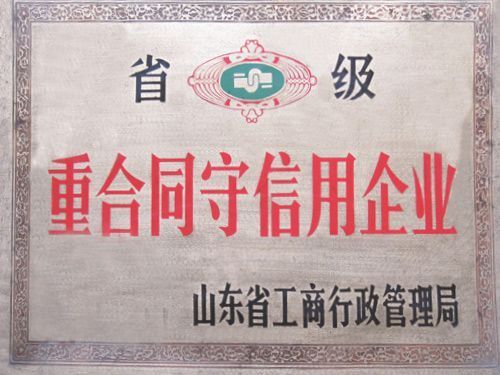 省 级
重合同守信用企业
山东省工商行政管理局